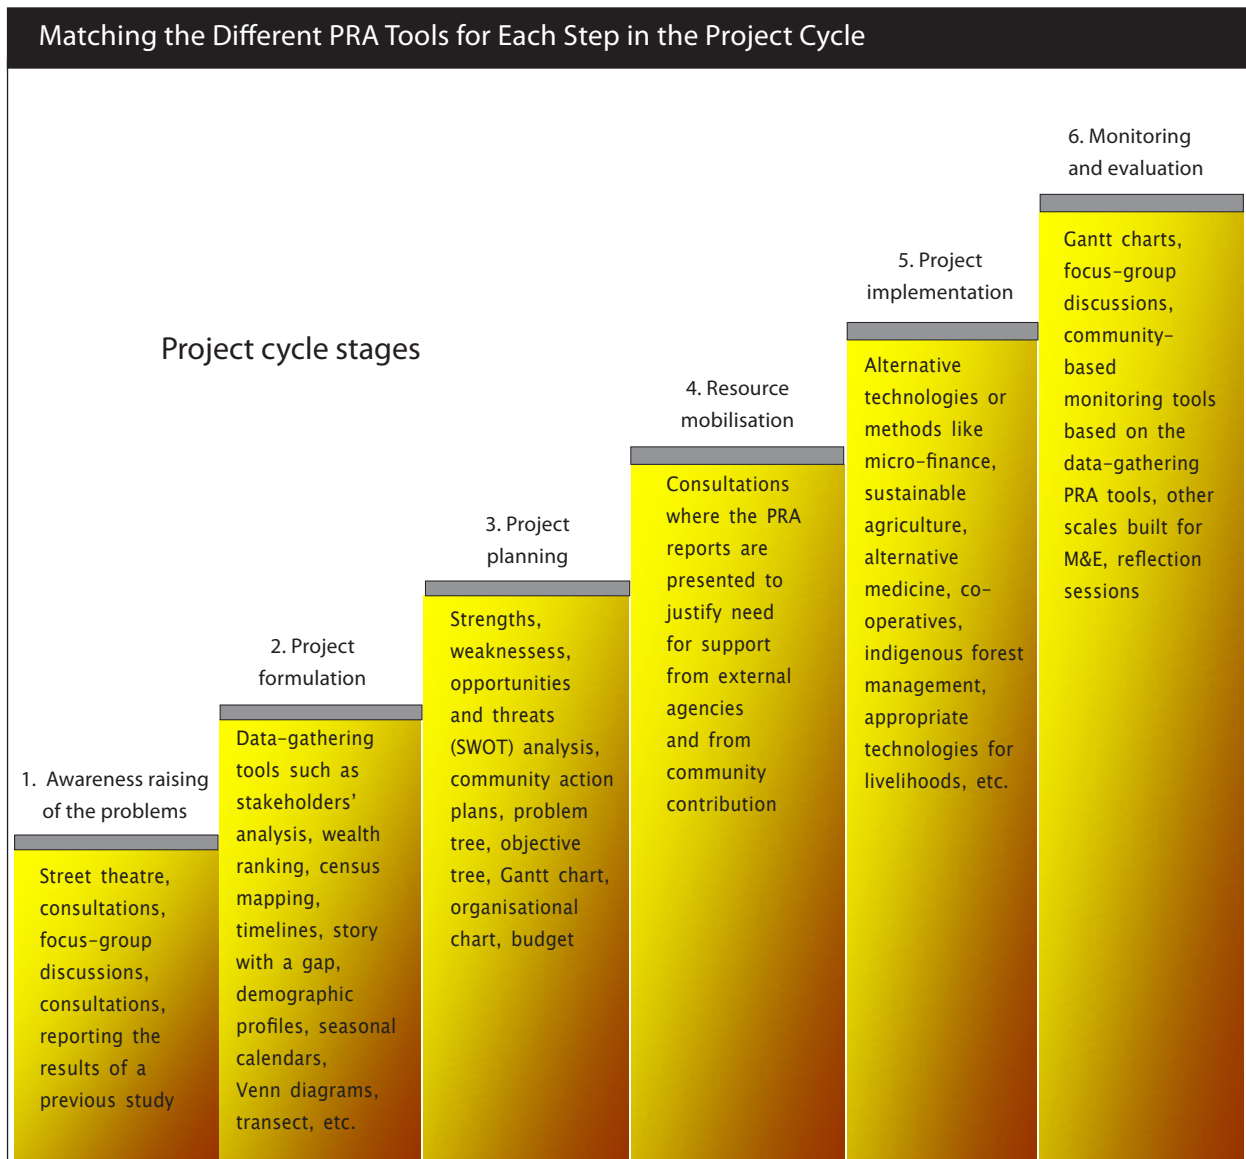 Matching the Different PRA Tools for Each Step in the Project Cycle
Project cycle stages
1. Awareness raising
of the problems
Street theatre,
consultations,
focus-group
discussions,
consultations,
reporting the
results of a
previous study
2. Project
formulation
Data-gathering
tools such as
stakeholders'
analysis, wealth
ranking, census
mapping,
timelines, story
with a gap,
demographic
profiles, seasonal
calendars,
Venn diagrams,
transect, etc.
3. Project
planning
Strengths,
weaknessess,
opportunities
and threats
(SWOT) analysis,
community action
plans, problem
tree, objective
tree, Gantt chart,
organisational
chart, budget
4. Resource
mobilisation
Consultations
where the PRA
reports are
presented to
justify need
for support
from external
agencies
and from
community
contribution
5. Project
implementation
Alternative
technologies or
methods like
micro-finance,
sustainable
agriculture,
alternative
medicine, co-
operatives,
indigenous forest
management,
appropriate
technologies for
livelihoods, etc.
6. Monitoring
and evaluation
Gantt charts,
focus-group
discussions,
community-
based
monitoring tools
based on the
data-gathering
PRA tools, other
scales built for
M&E, reflection
sessions